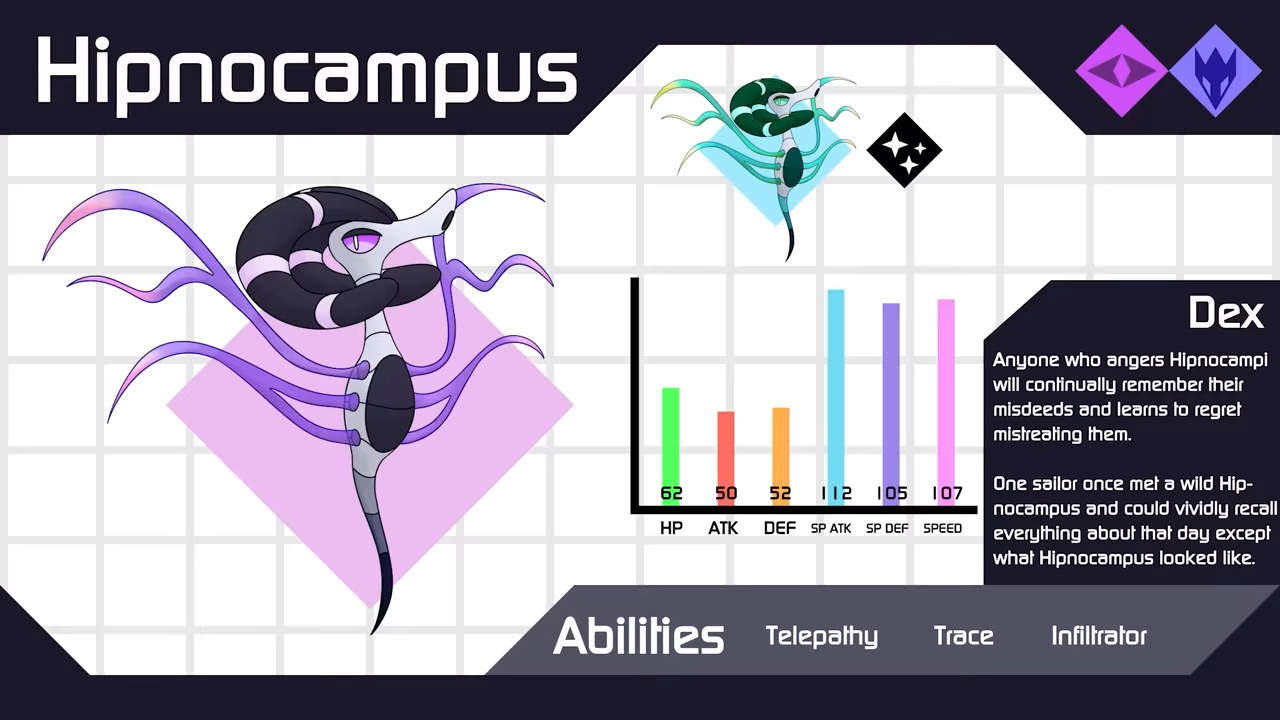 Hipnocampus
62 50 52 112 105 107
HP ATK DEF SP ATK SP DEF SPEED
Dex
Anyone who angers Hipnocampi
will continually remember their
misdeeds and learns to regret
mistreating them.
One sailor once met a wild Hip-
nocampus and could vividly recall
everything about that day except
what Hipnocampus looked like.
Abilities Telepathy Trace Infiltrator